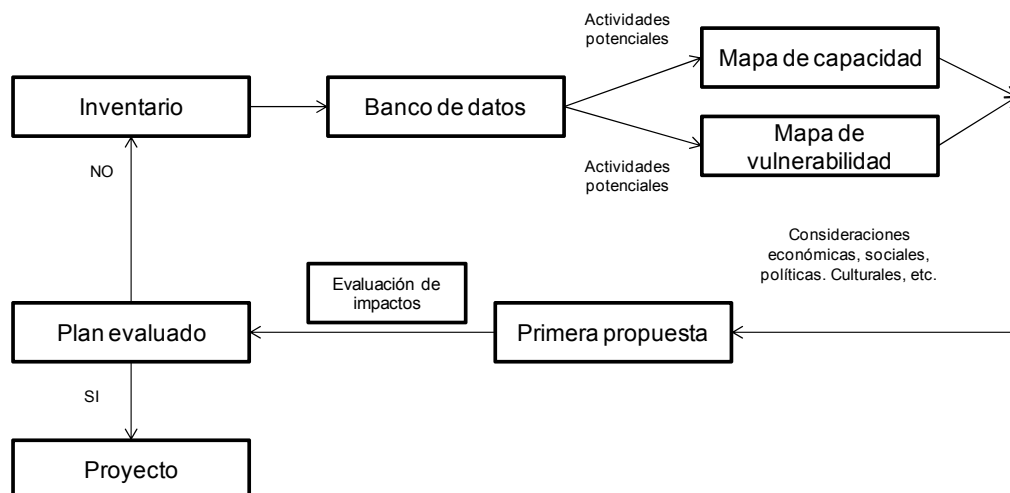 Actividades
potenciales
Mapa de capacidad
Inventario
Banco de datos
Mapa de
vulnerabilidad
Actividades
potenciales
NO
Consideraciones
económicas, sociales,
políticas. Culturales, etc.
Evaluación de
impactos
Plan evaluado
Primera propuesta
SI
Proyecto